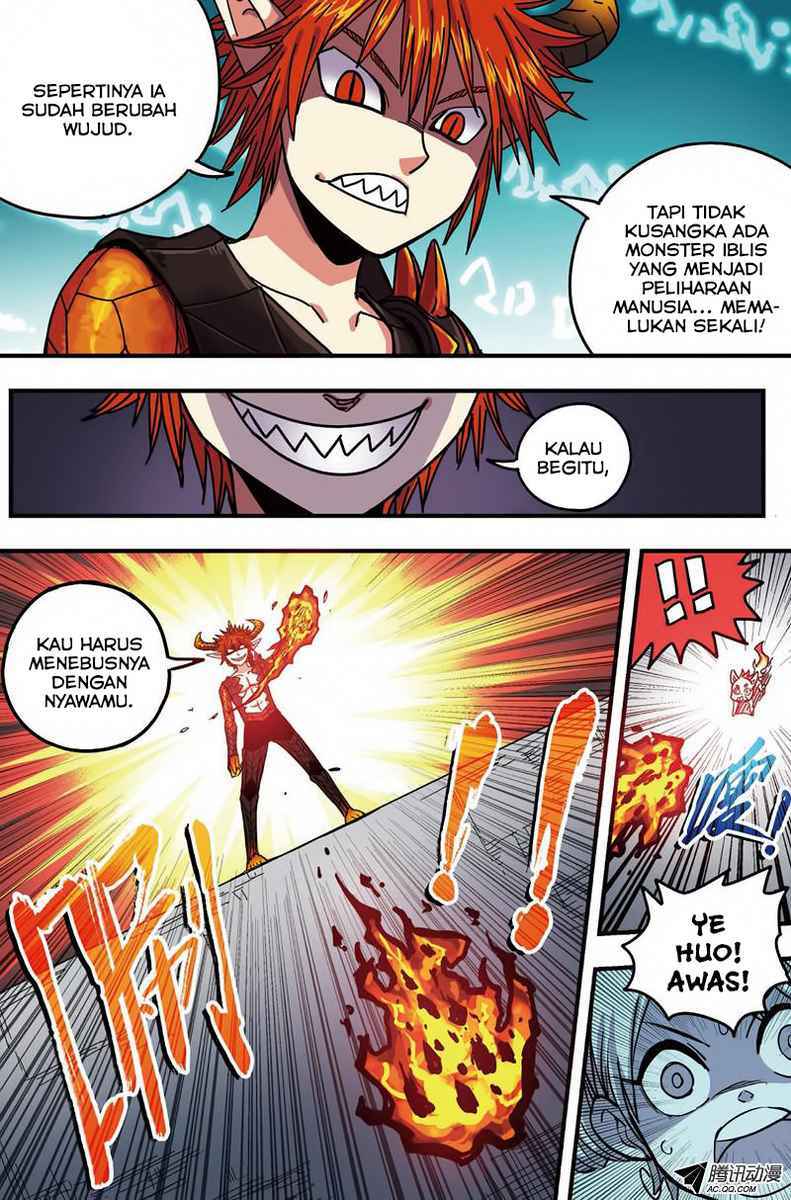 SEPERTINYA IA
SUDAH BERUBAH
WUJUD.
TAPI TIDAK
KUSANGKA ADA
MONSTER IBLIS
YANG MENJADI
PELIHARAAN
MANUSIA... MEMA-
LUKAN SEKALI!
KALAU
BEGITU,
KAU HARUS
MENEBUSNYA
DENGAN
NYAWAMU.
!!
!!
YE
HUO!
AWAS!
腾讯动漫
AC.QQ.COM